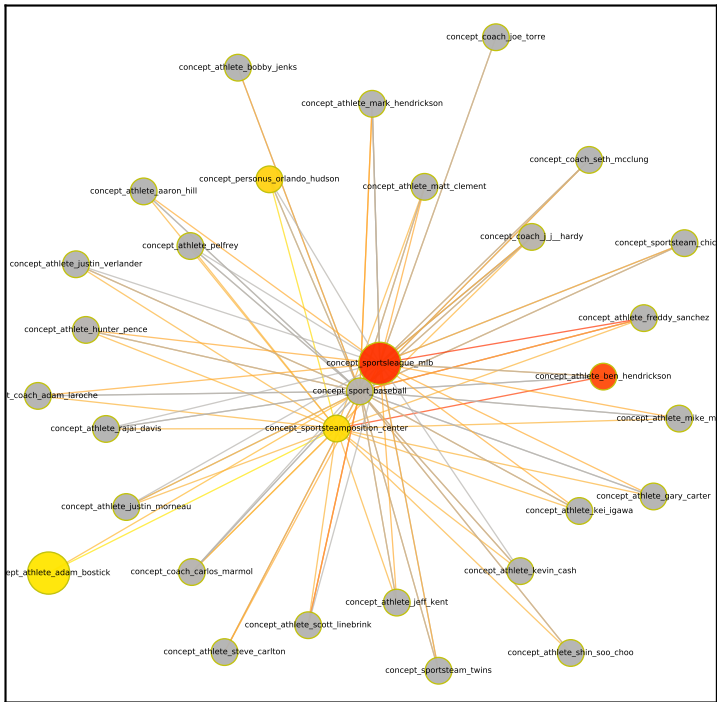 concept_coach_joe_torre
concept_athlete_bobby_jenks
concept_athlete_mark_hendrickson
concept_coach_seth_mcclung
concept_personus_orlando_hudson
concept_athlete_matt_clement
concept_athlete_aaron_hill
concept_coach_j_j__hardy
concept_athlete_pelfrey
concept_sportsteam_chic
concept_athlete_justin_verlander
concept_athlete_freddy_sanchez
concept_athlete_hunter_pence
concept_sportsleague_mlb
concept_athlete_ben_hendrickson
concept_sport_baseball
t_coach_adam_laroche
concept_athlete_mike_m
concept_athlete_rajai_davis
concept_sportsteamposition_center
concept_athlete_gary_carter
concept_athlete_justin_morneau
concept_athlete_kei_igawa
ept_athlete_adam_bostick
concept_coach_carlos_marmol
concept_athlete_kevin_cash
concept_athlete_jeff_kent
concept_athlete_scott_linebrink
concept_athlete_steve_carlton
concept_athlete_shin_soo_choo
concept_sportsteam_twins